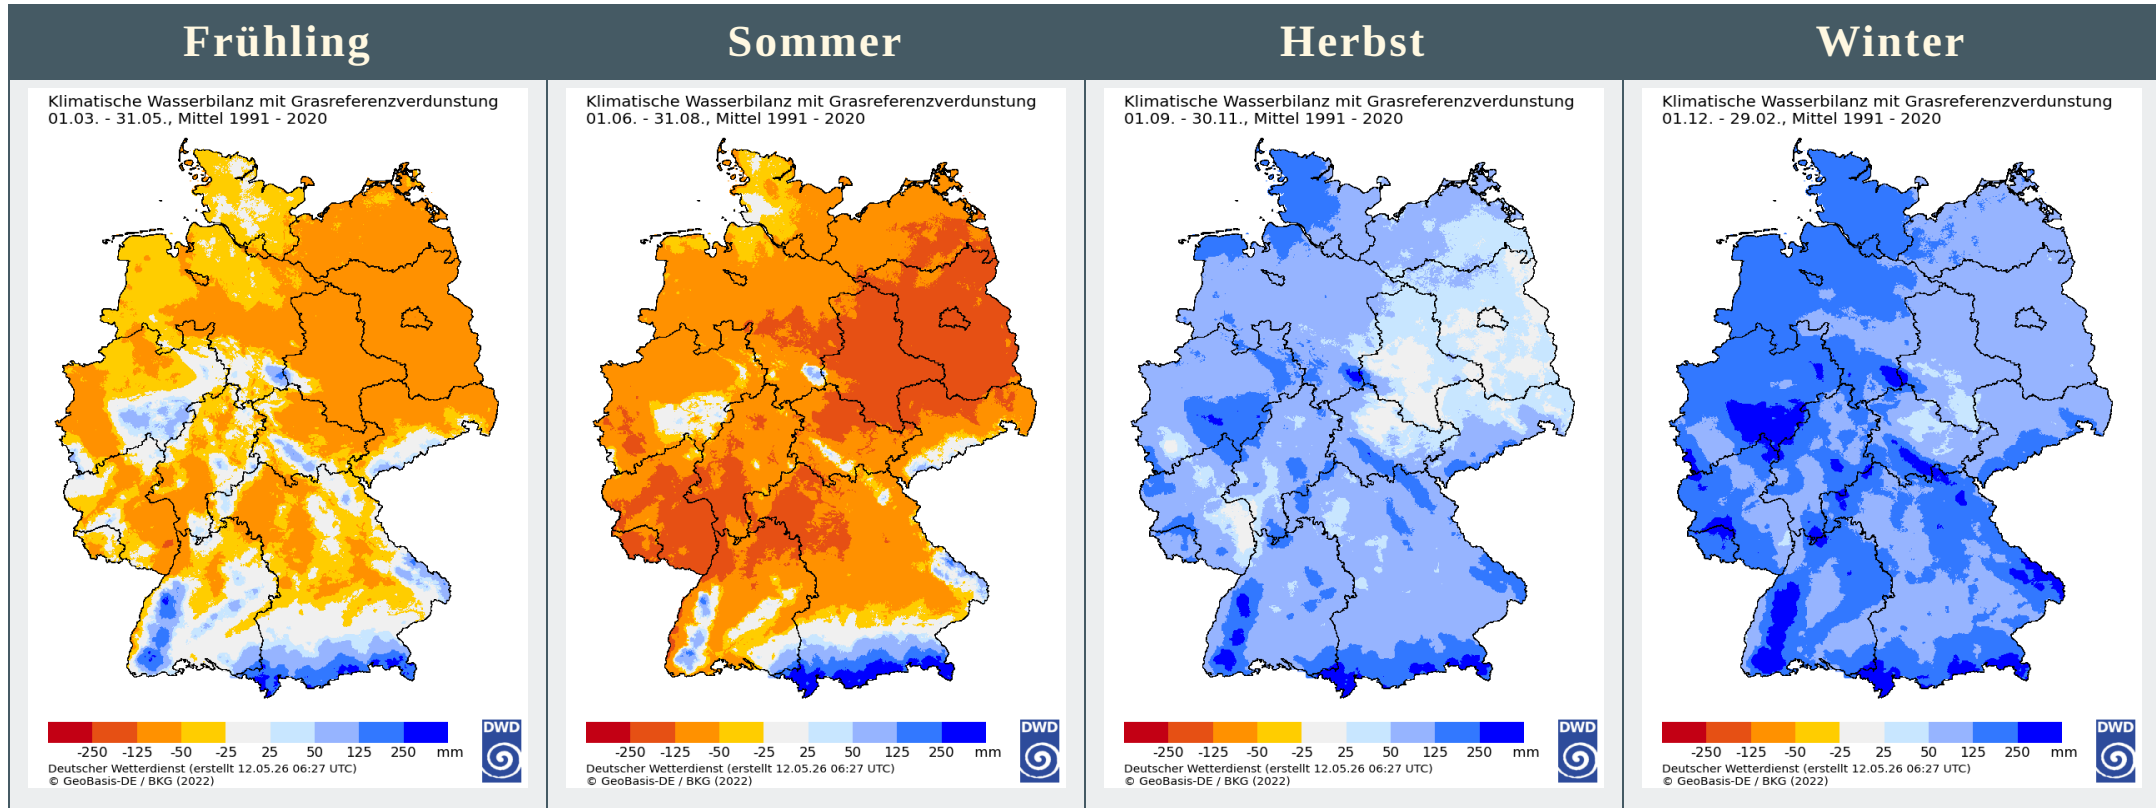 Frühling
Sommer
Herbst
Winter
Klimatische Wasserbilanz mit Grasreferenzverdunstung
01.03. - 31.05., Mittel 1991 - 2020
-250 -125 -50 -25 25 50 125 250 mm
DWD
Deutscher Wetterdienst (erstellt 12.05.26 06:27 UTC)
© GeoBasis-DE / BKG (2022)
Klimatische Wasserbilanz mit Grasreferenzverdunstung
01.06. - 31.08., Mittel 1991 - 2020
-250 -125 -50 -25 25 50 125 250 mm
DWD
Deutscher Wetterdienst (erstellt 12.05.26 06:27 UTC)
© GeoBasis-DE / BKG (2022)
Klimatische Wasserbilanz mit Grasreferenzverdunstung
01.09. - 30.11., Mittel 1991 - 2020
-250 -125 -50 -25 25 50 125 250 mm
DWD
Deutscher Wetterdienst (erstellt 12.05.26 06:27 UTC)
© GeoBasis-DE / BKG (2022)
Klimatische Wasserbilanz mit Grasreferenzverdunstung
01.12. - 29.02., Mittel 1991 - 2020
-250 -125 -50 -25 25 50 125 250 mm
DWD
Deutscher Wetterdienst (erstellt 12.05.26 06:27 UTC)
© GeoBasis-DE / BKG (2022)